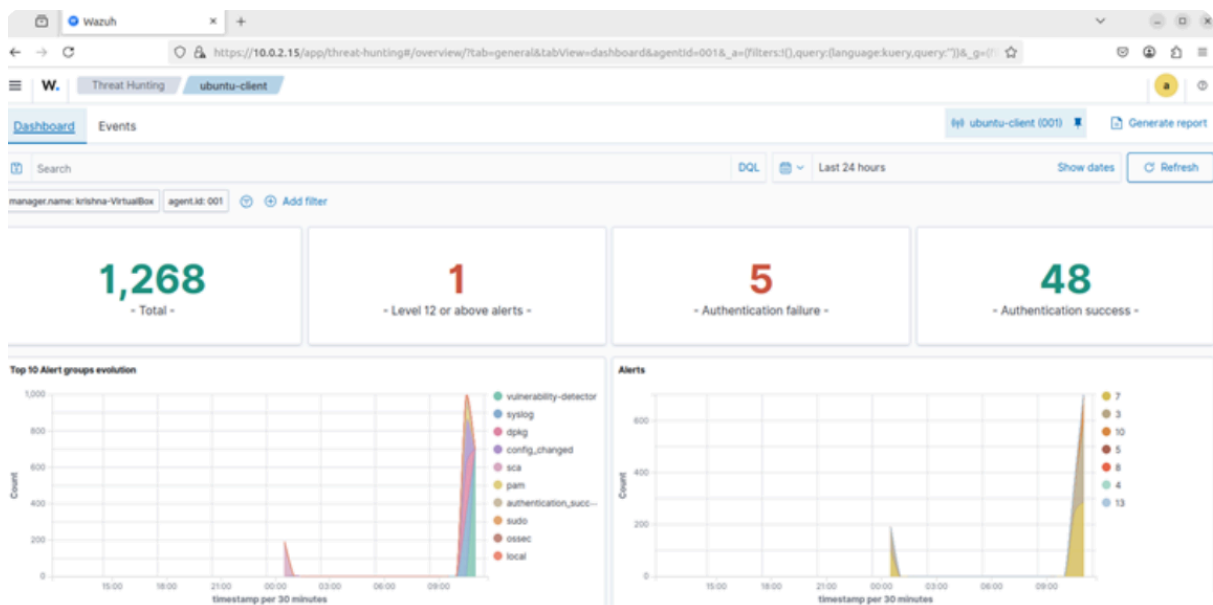 Wazuh
https://10.0.2.15/app/threat-hunting#/overview/?tab=general&tabView=dashboard&agentId=001&_a=(filters:!(),query:(language:kuery,query:''))&_g=(f
W. Threat Hunting ubuntu-client a
Dashboard Events ubuntu-client (001) Generate report
Search DQL Last 24 hours Show dates Refresh
manager.name: krishna-VirtualBox agent.id: 001 Add filter
1,268 1 5 48
- Total - - Level 12 or above alerts - - Authentication failure - - Authentication success -
Top 10 Alert groups evolution
1,000
800
600
400
200
0
Count
15:00 18:00 21:00 00:00 03:00 06:00 09:00
timestamp per 30 minutes
vulnerability-detector
syslog
dpkg
config_changed
sca
pam
authentication_succ—
sudo
ossec
local
Alerts
600
400
200
0
Count
15:00 18:00 21:00 00:00 03:00 06:00 09:00
timestamp per 30 minutes
7
3
10
5
8
4
13